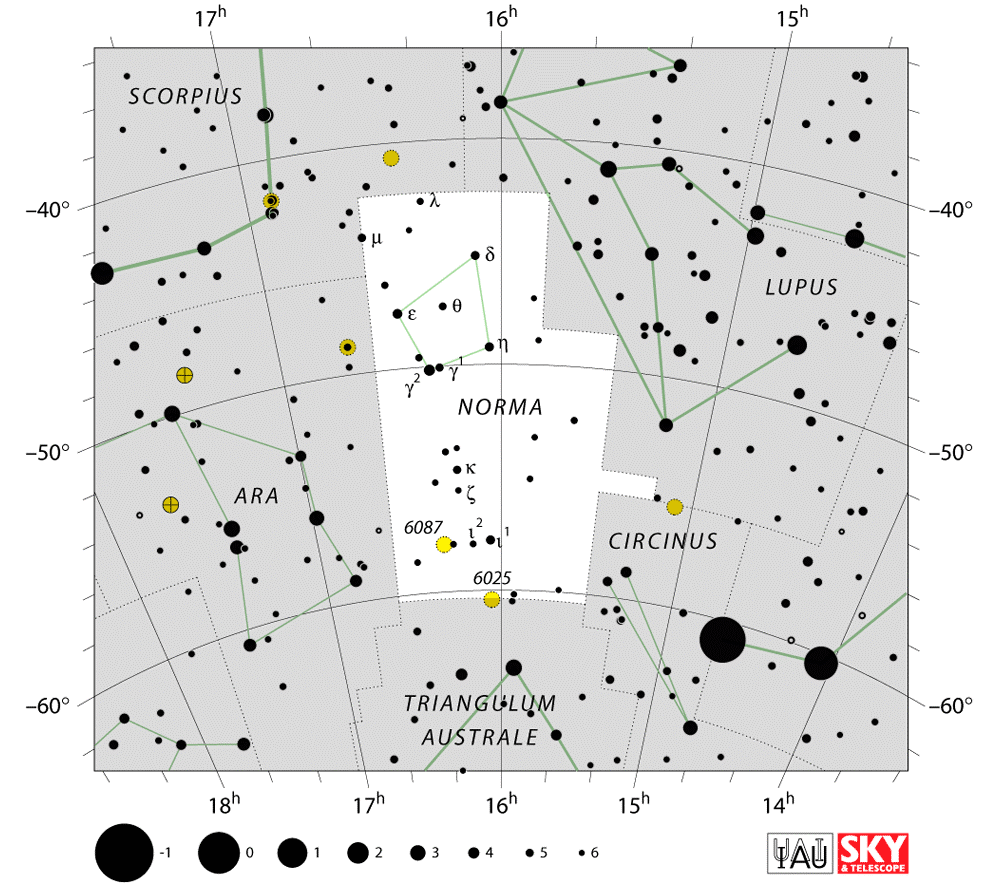 17h 16h 15h
SCORPIUS
λ
–40° –40°
μ
δ
LUPUS
θ
ε
η
γ2 γ1
NORMA
–50° –50°
κ
ARA
ζ
6087 ι2 ι1
CIRCINUS
6025
–60° –60°
TRIANGULUM
AUSTRALE
18h 17h 16h 15h 14h
-1 0 1 2 3 4 5 6
IAU
SKY
& TELESCOPE